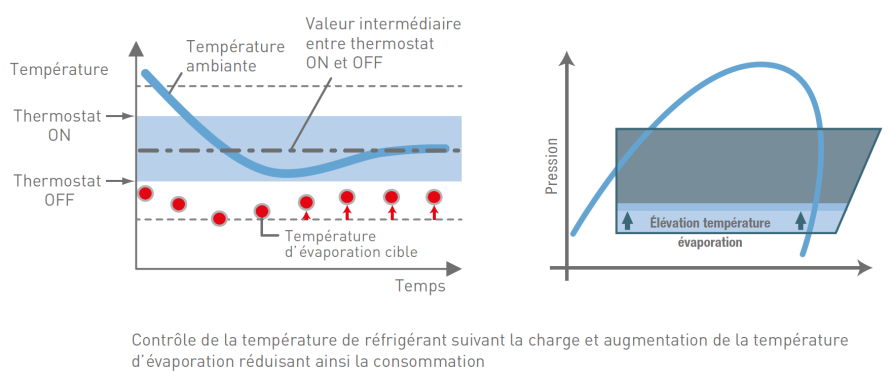 Valeur intermédiaire
entre thermostat
ON et OFF
Température
ambiante
Température
Thermostat
ON
Thermostat
OFF
Température
d'évaporation cible
Temps
Pression
Élévation température
évaporation
Contrôle de la température de réfrigérant suivant la charge et augmentation de la température
d'évaporation réduisant ainsi la consommation